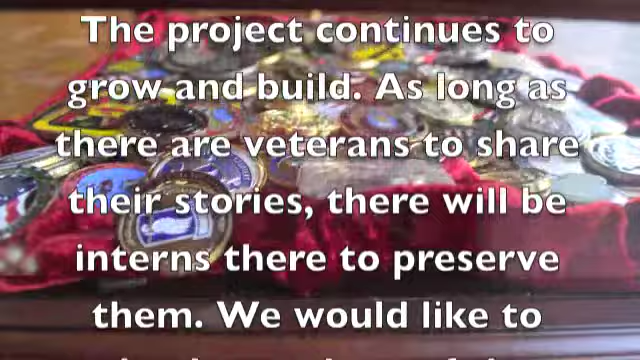 The project continues to
grow and build. As long as
there are veterans to share
their stories, there will be
interns there to preserve
them. We would like to